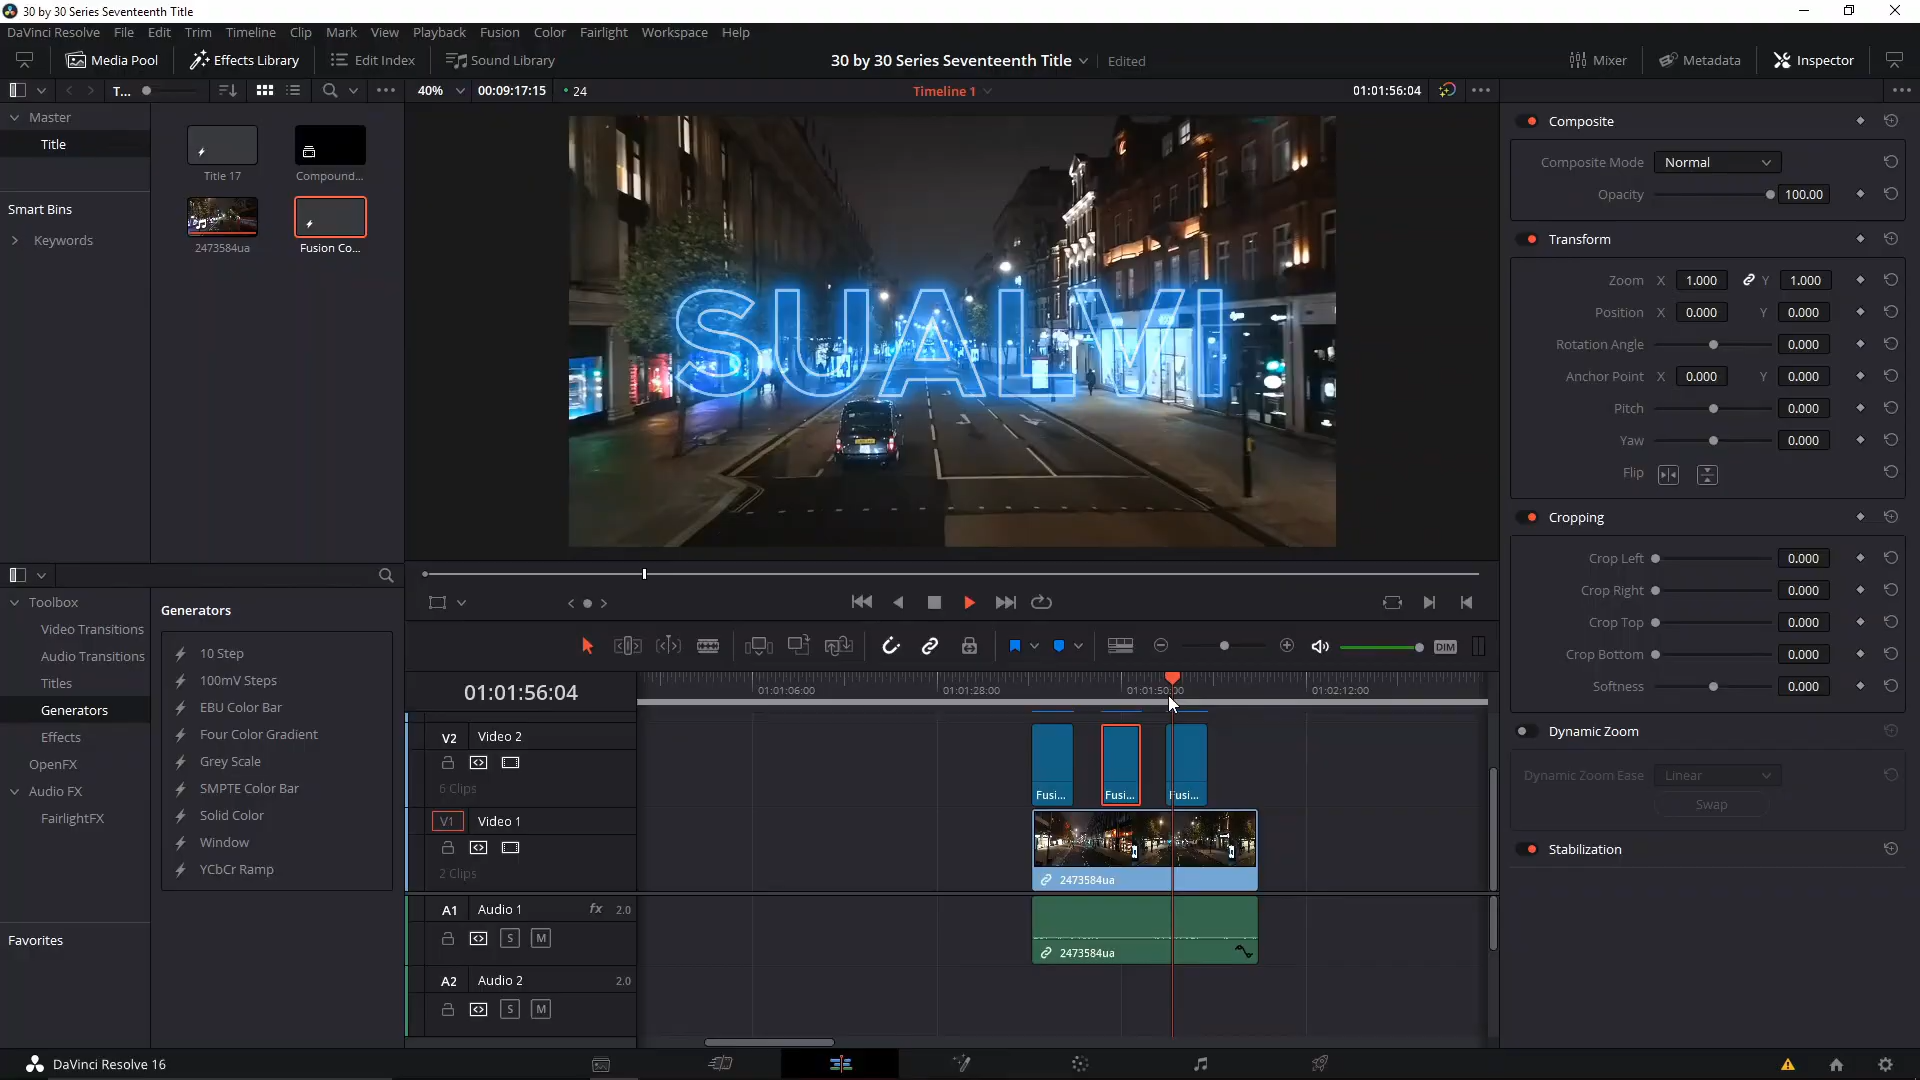 30 by 30 Series Seventeenth Title
DaVinci Resolve File Edit Trim Timeline Clip Mark View Playback Fusion Color Fairlight Workspace Help
Media Pool Effects Library Edit Index Sound Library 30 by 30 Series Seventeenth Title Edited Mixer Metadata Inspector
T... 40% 00:09:17:15 24 Timeline 1 01:01:56:04
Master
Title
Title 17 Compound...
2473584ua Fusion Co...
Smart Bins
Keywords
SUALVI
Composite
Composite Mode Normal
Opacity 100.00
Transform
Zoom X 1.000 Y 1.000
Position X 0.000 Y 0.000
Rotation Angle 0.000
Anchor Point X 0.000 Y 0.000
Pitch 0.000
Yaw 0.000
Flip
Cropping
Crop Left 0.000
Crop Right 0.000
Crop Top 0.000
Crop Bottom 0.000
Softness 0.000
Dynamic Zoom
Dynamic Zoom Ease Linear
Swap
Stabilization
Toolbox
Video Transitions
Audio Transitions
Titles
Generators
Effects
OpenFX
Audio FX
FairlightFX
Favorites
Generators
10 Step
100mV Steps
EBU Color Bar
Four Color Gradient
Grey Scale
SMPTE Color Bar
Solid Color
Window
YCbCr Ramp
DIM
01:01:56:04 01:01:06:00 01:01:28:00 01:01:50:00 01:02:12:00
V2 Video 2
6 Clips
Fusi... Fusi... Fusi...
V1 Video 1
2 Clips
2473584ua
A1 Audio 1 fx 2.0
S M
2473584ua
A2 Audio 2 2.0
S M
DaVinci Resolve 16